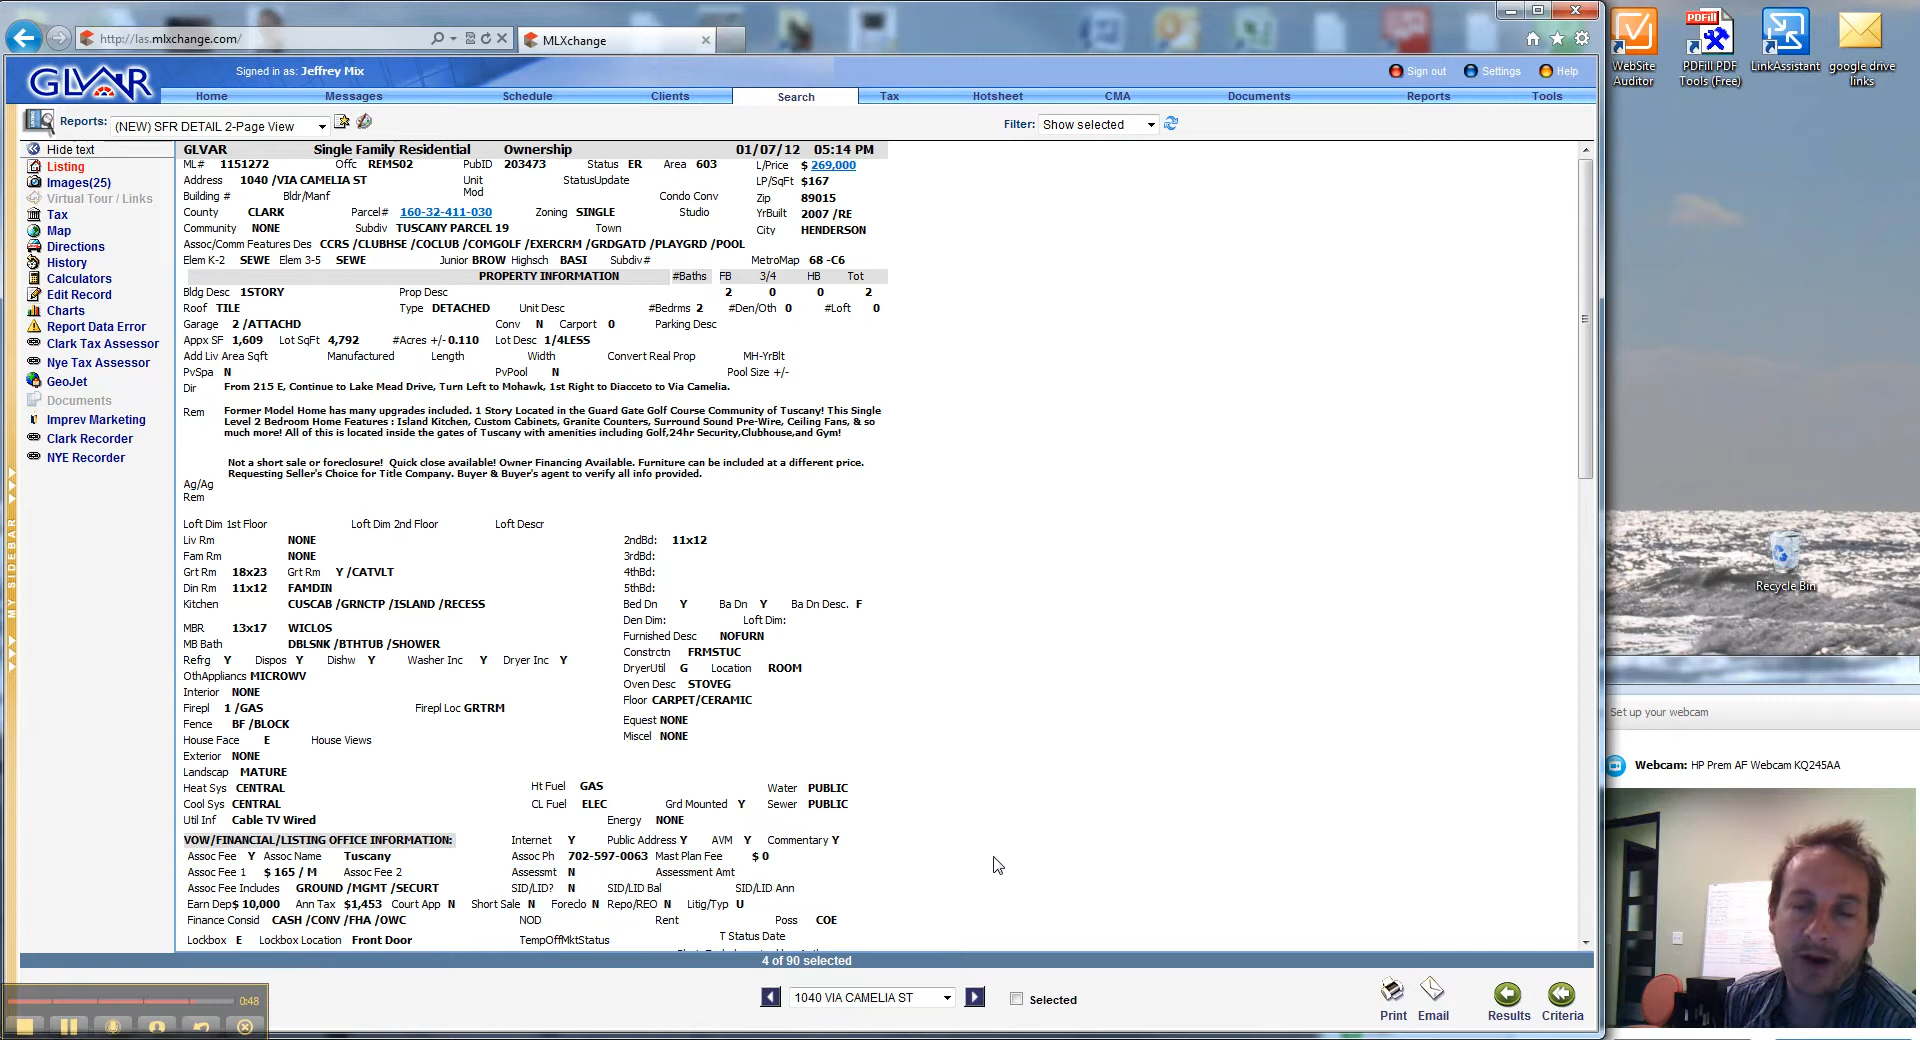 http://las.mlxchange.com/
MLXchange
GLVAR
Signed in as: Jeffrey Mix
Sign out Settings Help
Home Messages Schedule Clients Search Tax Hotsheet CMA Documents Reports Tools
Reports: (NEW) SFR DETAIL 2-Page View
Filter: Show selected
Hide text
Listing
Images(25)
Virtual Tour / Links
Tax
Map
Directions
History
Calculators
Edit Record
Charts
Report Data Error
Clark Tax Assessor
Nye Tax Assessor
GeoJet
Documents
Imprev Marketing
Clark Recorder
NYE Recorder
MY SIDEBAR
GLVAR Single Family Residential Ownership 01/07/12 05:14 PM
ML# 1151272 Offc REMS02 PubID 203473 Status ER Area 603 L/Price $ 269,000
Address 1040 /VIA CAMELIA ST Unit StatusUpdate LP/SqFt $167
Building # Bldr/Manf Mod Condo Conv Zip 89015
County CLARK Parcel# 160-32-411-030 Zoning SINGLE Studio YrBuilt 2007 /RE
Community NONE Subdiv TUSCANY PARCEL 19 Town City HENDERSON
Assoc/Comm Features Des CCRS /CLUBHSE /COCLUB /COMGOLF /EXERCRM /GRDGATD /PLAYGRD /POOL
Elem K-2 SEWE Elem 3-5 SEWE Junior BROW Highsch BASI Subdiv# MetroMap 68 -C6
PROPERTY INFORMATION #Baths FB 3/4 HB Tot
Bldg Desc 1STORY Prop Desc 2 0 0 2
Roof TILE Type DETACHED Unit Desc #Bedrms 2 #Den/Oth 0 #Loft 0
Garage 2 /ATTACHD Conv N Carport 0 Parking Desc
Appx SF 1,609 Lot SqFt 4,792 #Acres +/- 0.110 Lot Desc 1/4LESS
Add Liv Area Sqft Manufactured Length Width Convert Real Prop MH-YrBlt
PvSpa N PvPool N Pool Size +/-
Dir From 215 E, Continue to Lake Mead Drive, Turn Left to Mohawk, 1st Right to Diacceto to Via Camelia.
Rem Former Model Home has many upgrades included. 1 Story Located in the Guard Gate Golf Course Community of Tuscany! This Single
Level 2 Bedroom Home Features : Island Kitchen, Custom Cabinets, Granite Counters, Surround Sound Pre-Wire, Ceiling Fans, & so
much more! All of this is located inside the gates of Tuscany with amenities including Golf,24hr Security,Clubhouse,and Gym!
Not a short sale or foreclosure! Quick close available! Owner Financing Available. Furniture can be included at a different price.
Requesting Seller's Choice for Title Company. Buyer & Buyer's agent to verify all info provided.
Ag/Ag
Rem
Loft Dim 1st Floor Loft Dim 2nd Floor Loft Descr
Liv Rm NONE 2ndBd: 11x12
Fam Rm NONE 3rdBd:
Grt Rm 18x23 Grt Rm Y /CATVLT 4thBd:
Din Rm 11x12 FAMDIN 5thBd:
Kitchen CUSCAB /GRNCTP /ISLAND /RECESS Bed Dn Y Ba Dn Y Ba Dn Desc. F
Den Dim: Loft Dim:
MBR 13x17 WICLOS Furnished Desc NOFURN
MB Bath DBLSNK /BTHTUB /SHOWER Constrctn FRMSTUC
Refrg Y Dispos Y Dishw Y Washer Inc Y Dryer Inc Y DryerUtil G Location ROOM
OthAppliancs MICROWV Oven Desc STOVEG
Interior NONE Floor CARPET/CERAMIC
Firepl 1 /GAS Firepl Loc GRTRM
Fence BF /BLOCK Equest NONE
House Face E House Views Miscel NONE
Exterior NONE
Landscap MATURE
Heat Sys CENTRAL Ht Fuel GAS Water PUBLIC
Cool Sys CENTRAL CL Fuel ELEC Grd Mounted Y Sewer PUBLIC
Util Inf Cable TV Wired Energy NONE
VOW/FINANCIAL/LISTING OFFICE INFORMATION: Internet Y Public Address Y AVM Y Commentary Y
Assoc Fee Y Assoc Name Tuscany Assoc Ph 702-597-0063 Mast Plan Fee $ 0
Assoc Fee 1 $ 165 / M Assoc Fee 2 Assessmt N Assessment Amt
Assoc Fee Includes GROUND /MGMT /SECURT SID/LID? N SID/LID Bal SID/LID Ann
Earn Dep$ 10,000 Ann Tax $1,453 Court App N Short Sale N Foreclo N Repo/REO N Litig/Typ U
Finance Consid CASH /CONV /FHA /OWC NOD Rent Poss COE
Lockbox E Lockbox Location Front Door TempOffMktStatus T Status Date
4 of 90 selected
1040 VIA CAMELIA ST Selected
Print Email Results Criteria
0:48
WebSite
Auditor
PDFill
PDFill PDF
Tools (Free)
LinkAssistant
google drive
links
Recycle Bin
Set up your webcam
Webcam: HP Prem AF Webcam KQ245AA